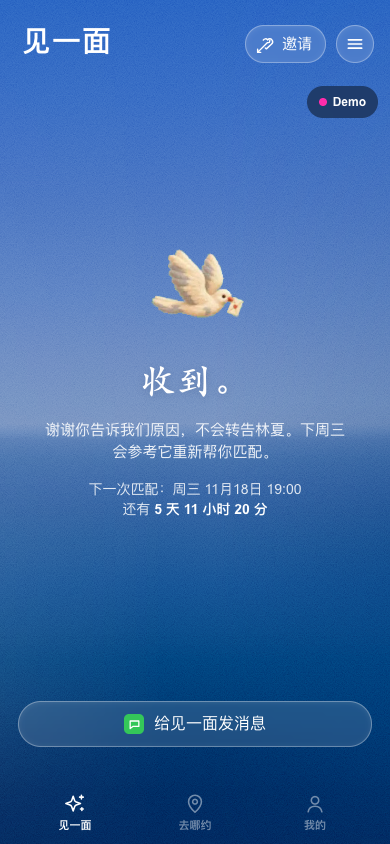 见一面
邀请
Demo
收到。
谢谢你告诉我们原因，不会转告林夏。下周三
会参考它重新帮你匹配。
下一次匹配：周三 11月18日 19:00
还有 5 天 11 小时 20 分
给见一面发消息
见一面
去哪约
我的